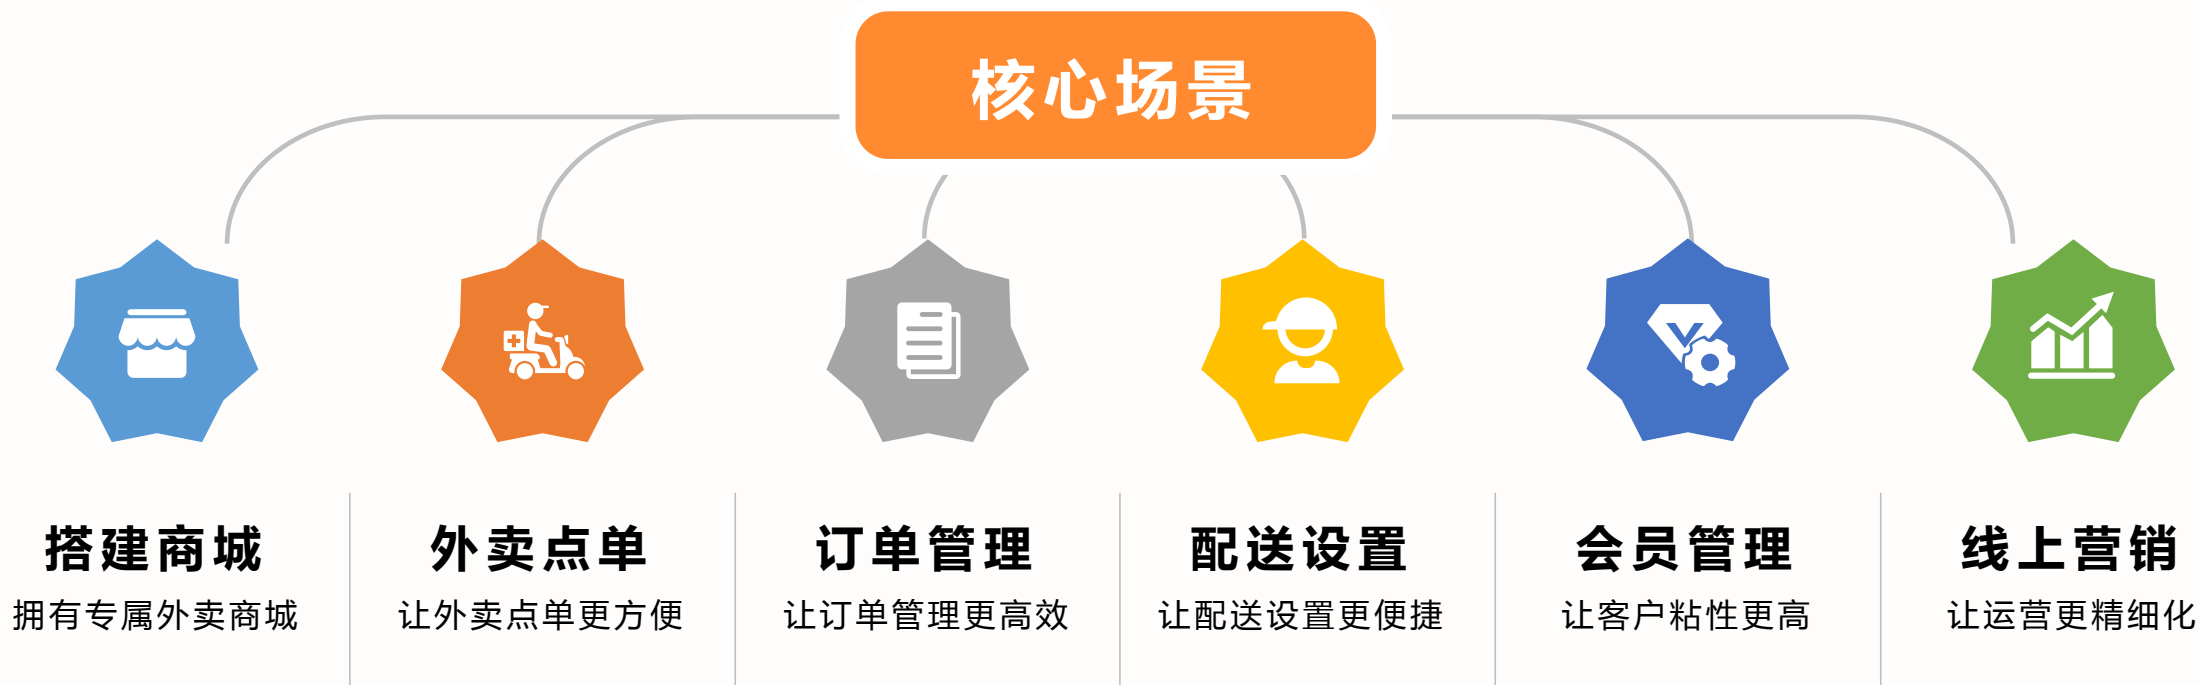 核心场景
搭建商城
拥有专属外卖商城
外卖点单
让外卖点单更方便
订单管理
让订单管理更高效
配送设置
让配送设置更便捷
会员管理
让客户粘性更高
线上营销
让运营更精细化